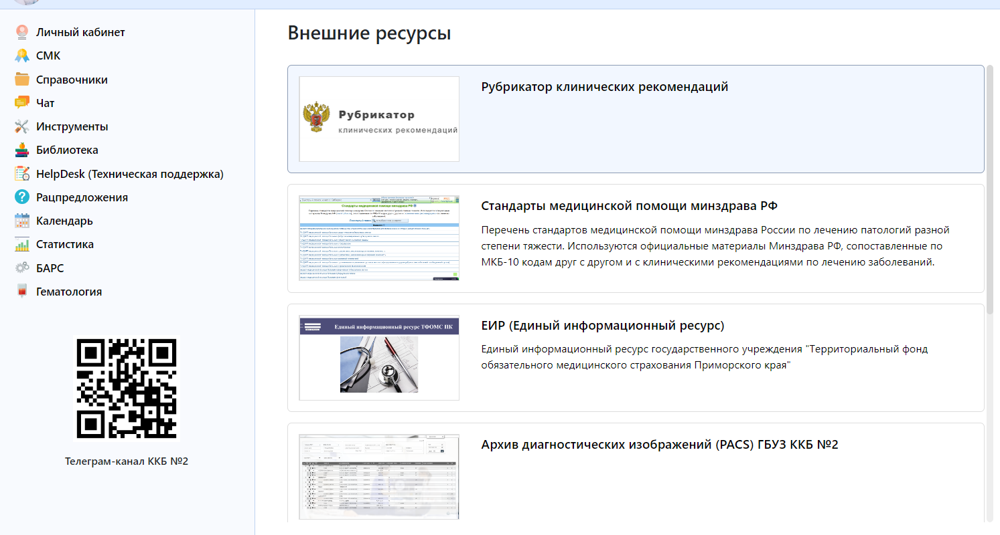 Личный кабинет
СМК
Справочники
Чат
Инструменты
Библиотека
HelpDesk (Техническая поддержка)
Рацпредложения
Календарь
Статистика
БАРС
Гематология
Телеграм-канал ККБ №2
Внешние ресурсы
Рубрикатор
клинических рекомендаций
Рубрикатор клинических рекомендаций
Стандарты медицинской помощи минздрава РФ
Стандарты медицинской помощи минздрава РФ
Перечень стандартов медицинской помощи минздрава России по лечению патологий разной
степени тяжести. Используются официальные материалы Минздрава РФ, сопоставленные по
МКБ-10 кодам друг с другом и с клиническими рекомендациями по лечению заболеваний.
Единый информационный ресурс ТФОМС ПК
ЕИР (Единый информационный ресурс)
Единый информационный ресурс государственного учреждения "Территориальный фонд
обязательного медицинского страхования Приморского края"
Архив диагностических изображений (PACS) ГБУЗ ККБ №2